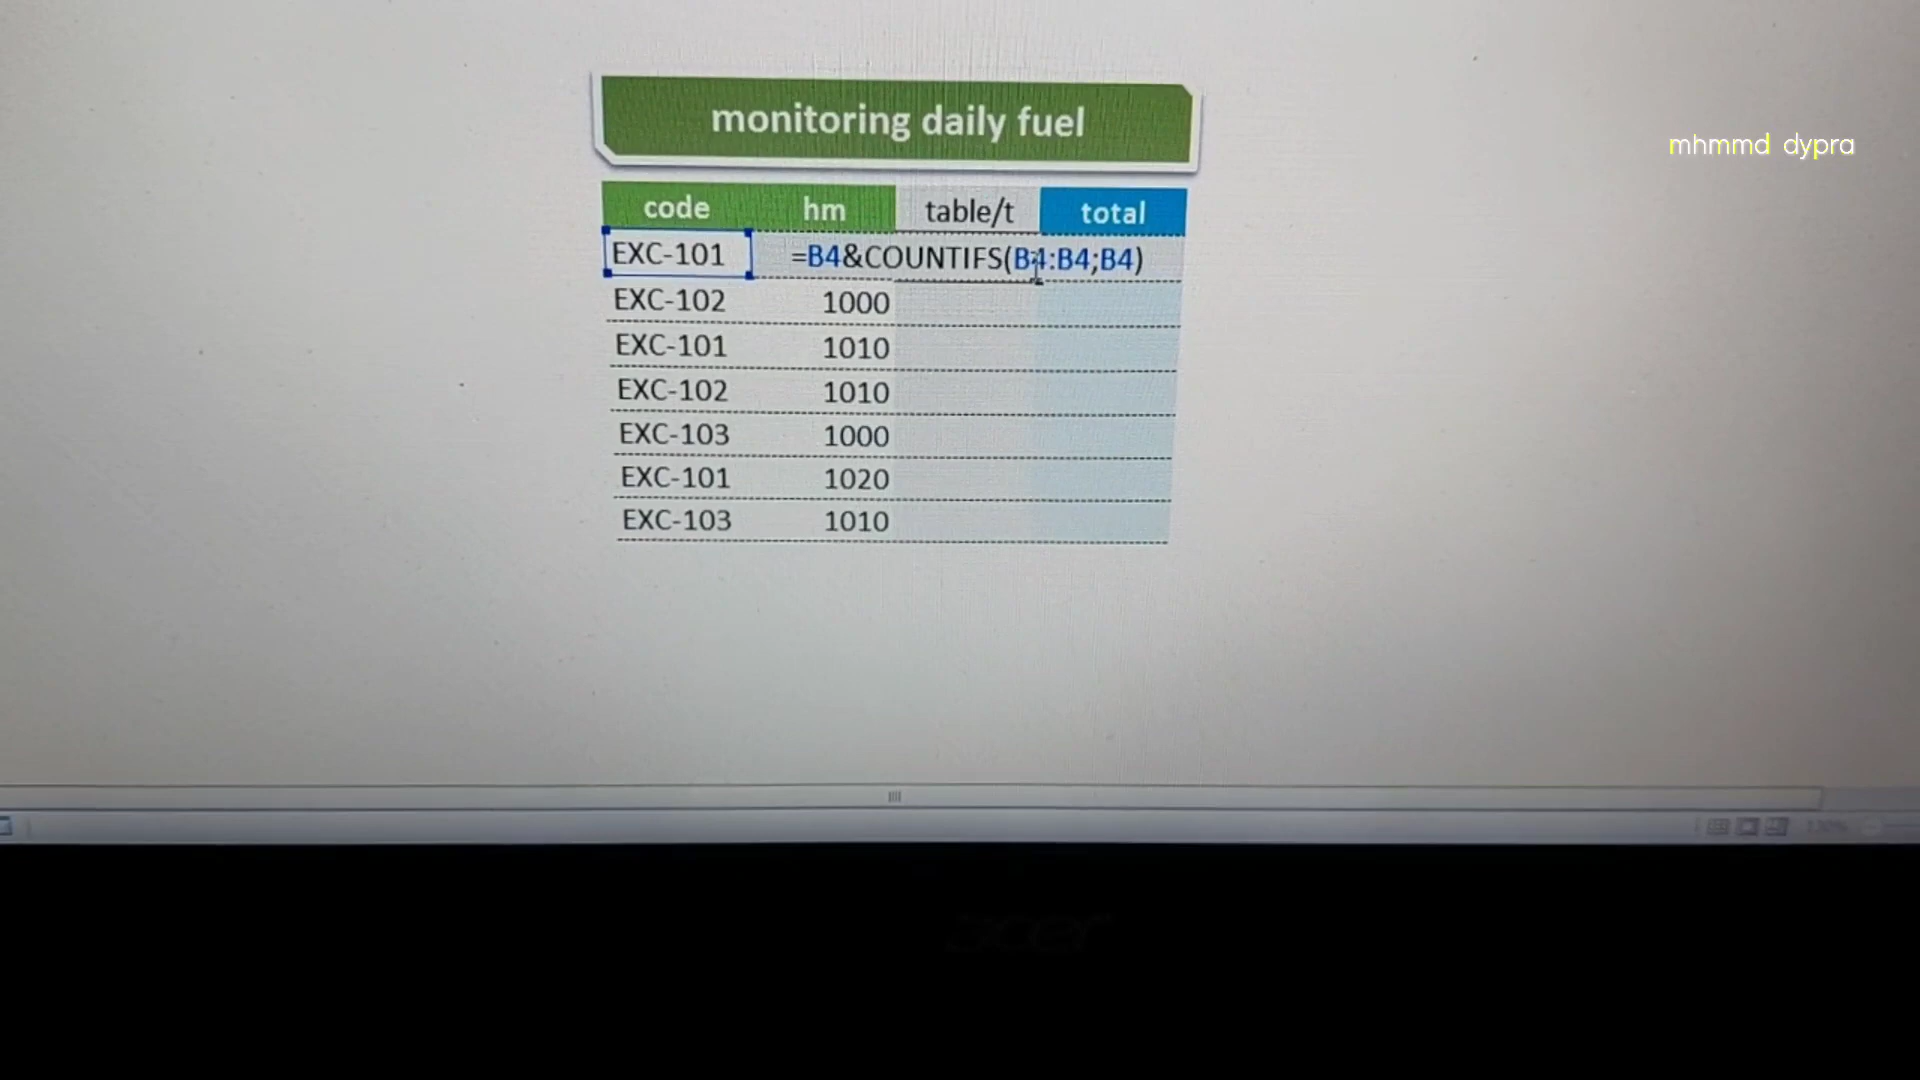 monitoring daily fuel
mhmmd dypra
code hm table/t total
EXC-101 =B4&COUNTIFS(B4:B4;B4)
EXC-102 1000
EXC-101 1010
EXC-102 1010
EXC-103 1000
EXC-101 1020
EXC-103 1010
acer